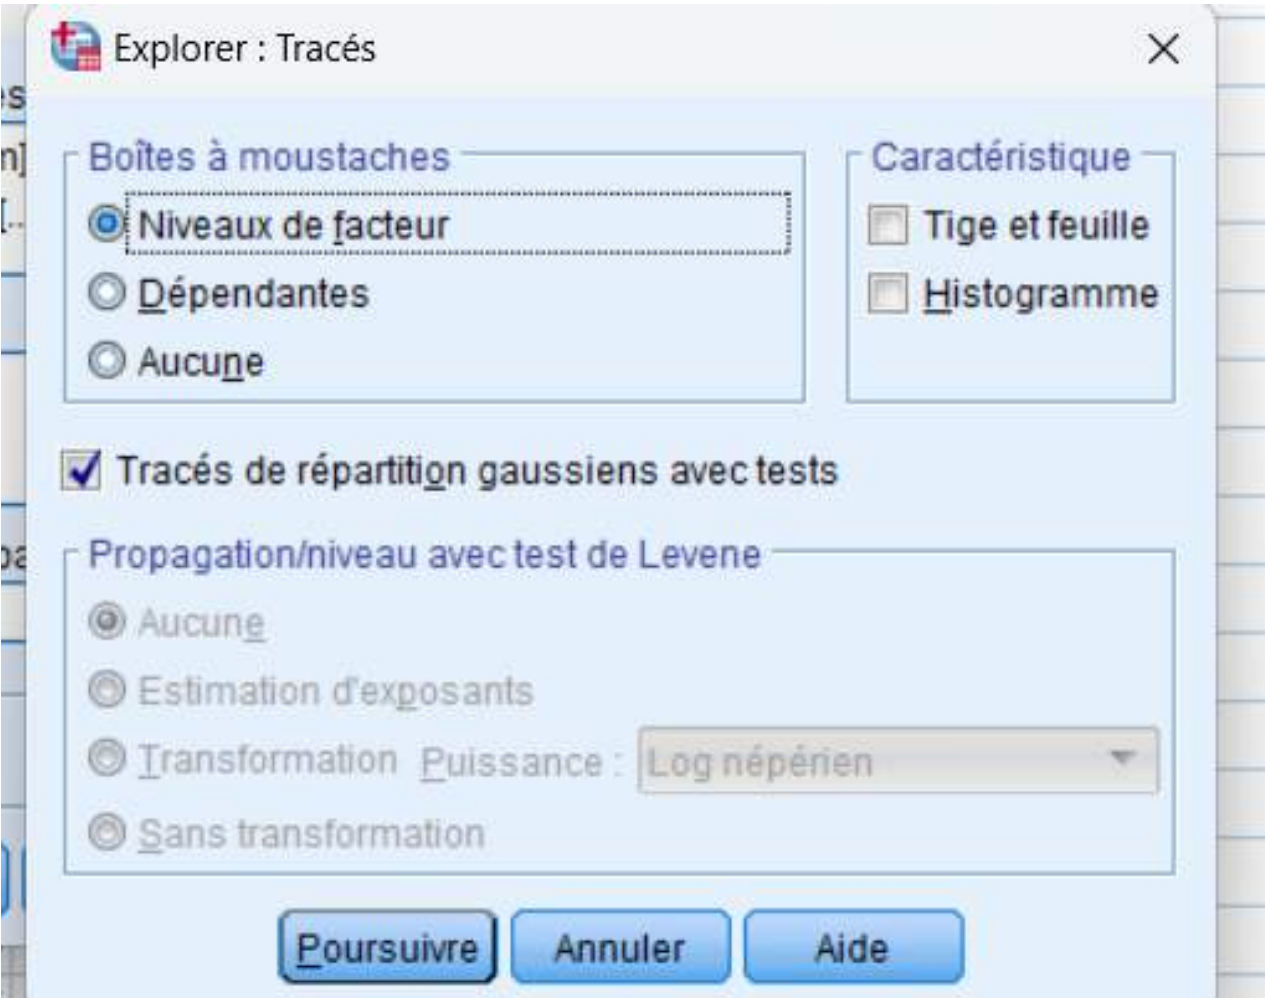 Explorer : Tracés
Boîtes à moustaches
Niveaux de facteur
Dépendantes
Aucune
Caractéristique
Tige et feuille
Histogramme
Tracés de répartition gaussiens avec tests
Propagation/niveau avec test de Levene
Aucune
Estimation d'exposants
Transformation Puissance : Log népérien
Sans transformation
Poursuivre Annuler Aide